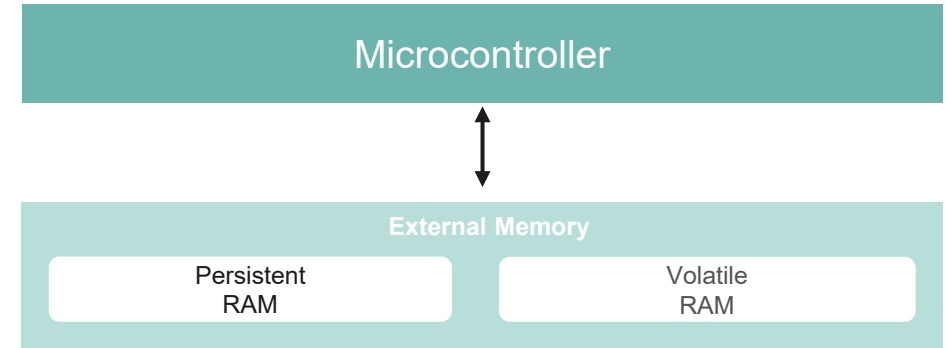 Microcontroller
External Memory
Persistent
RAM
Volatile
RAM